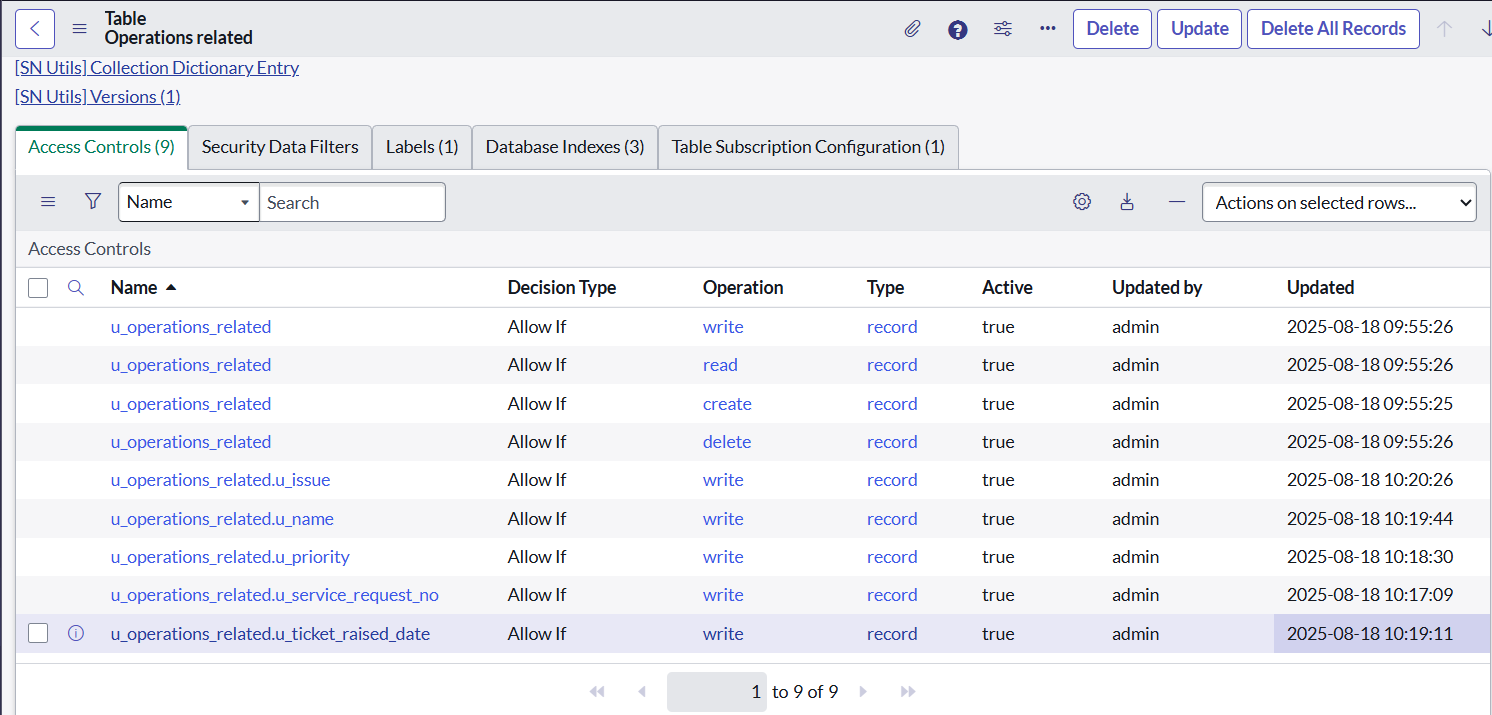 Table
Operations related
Delete Update Delete All Records
[SN Utils] Collection Dictionary Entry
[SN Utils] Versions (1)
Access Controls (9) Security Data Filters Labels (1) Database Indexes (3) Table Subscription Configuration (1)
Name Search Actions on selected rows...
Access Controls
Name Decision Type Operation Type Active Updated by Updated
u_operations_related Allow If write record true admin 2025-08-18 09:55:26
u_operations_related Allow If read record true admin 2025-08-18 09:55:26
u_operations_related Allow If create record true admin 2025-08-18 09:55:25
u_operations_related Allow If delete record true admin 2025-08-18 09:55:26
u_operations_related.u_issue Allow If write record true admin 2025-08-18 10:20:26
u_operations_related.u_name Allow If write record true admin 2025-08-18 10:19:44
u_operations_related.u_priority Allow If write record true admin 2025-08-18 10:18:30
u_operations_related.u_service_request_no Allow If write record true admin 2025-08-18 10:17:09
u_operations_related.u_ticket_raised_date Allow If write record true admin 2025-08-18 10:19:11
1 to 9 of 9